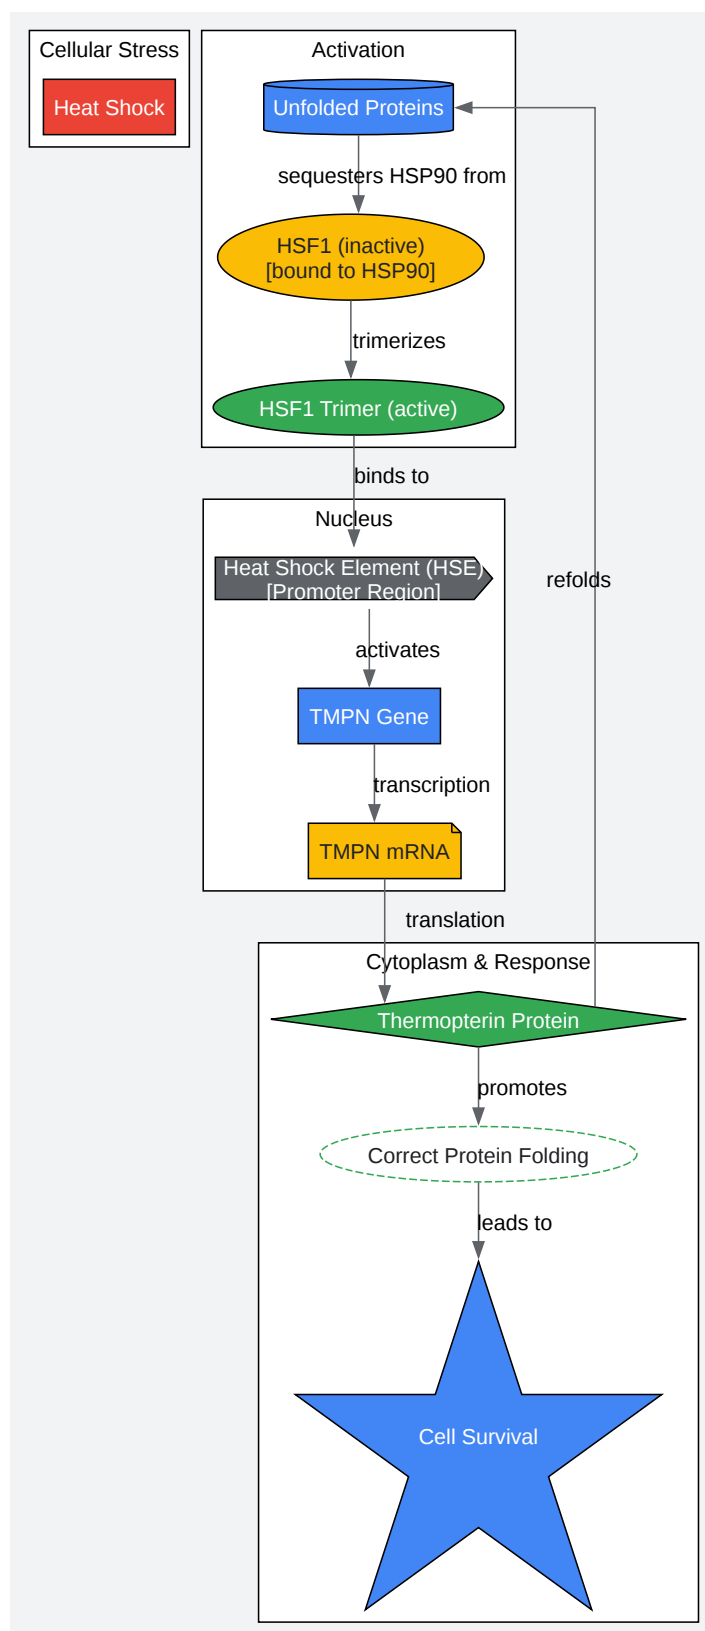 Cellular Stress
Heat Shock
Activation
Unfolded Proteins
sequesters HSP90 from
HSF1 (inactive)
[bound to HSP90]
trimerizes
HSF1 Trimer (active)
binds to
Nucleus
Heat Shock Element (HSE)
[Promoter Region]
refolds
activates
TMPN Gene
transcription
TMPN mRNA
translation
Cytoplasm & Response
Thermopterin Protein
promotes
Correct Protein Folding
leads to
Cell Survival